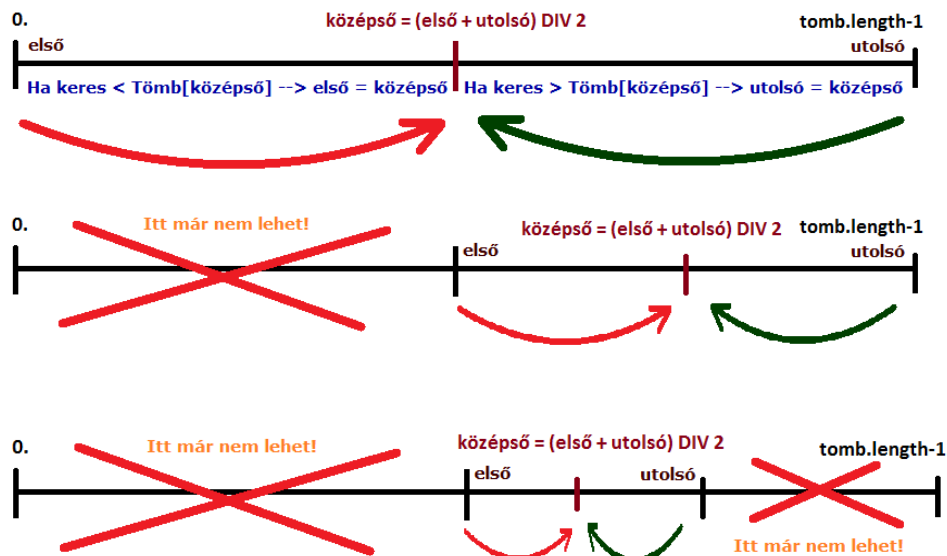 0.
középső = (első + utolsó) DIV 2
tomb.length-1
első
utolsó
Ha keres < Tömb[középső] --> első = középső
Ha keres > Tömb[középső] --> utolsó = középső
0.
Itt már nem lehet!
középső = (első + utolsó) DIV 2
tomb.length-1
első
utolsó
0.
Itt már nem lehet!
középső = (első + utolsó) DIV 2
tomb.length-1
első
utolsó
Itt már nem lehet!